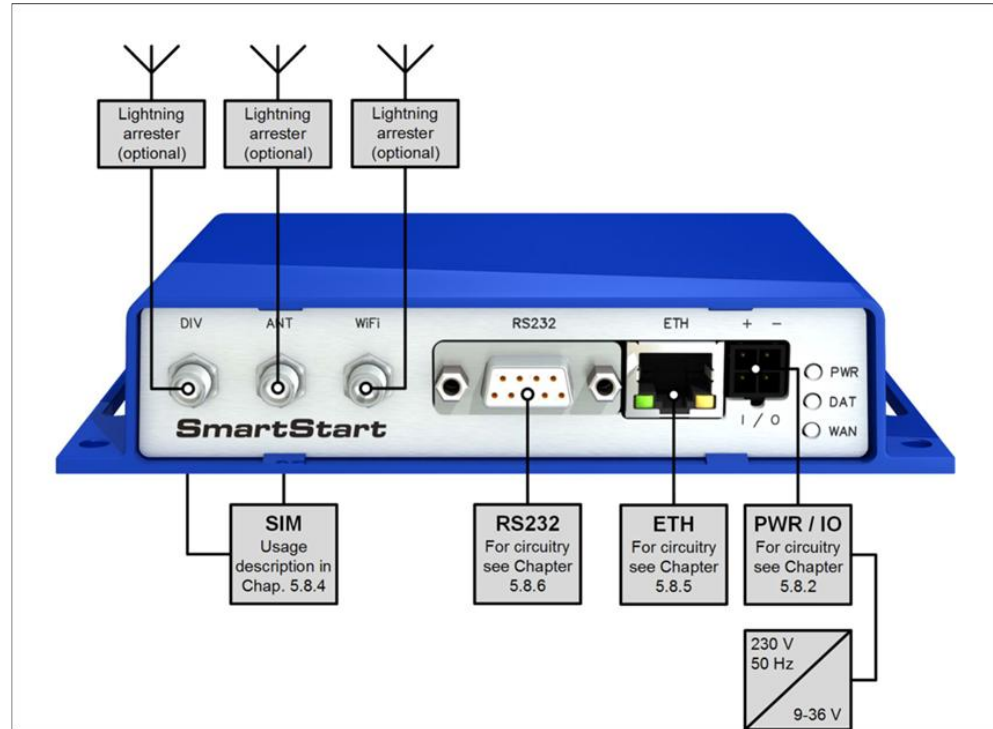 Lightning
arrester
(optional)
Lightning
arrester
(optional)
Lightning
arrester
(optional)
DIV
ANT
WiFi
RS232
ETH
+ −
PWR
DAT
WAN
I / O
SmartStart
SIM
Usage
description in
Chap. 5.8.4
RS232
For circuitry
see Chapter
5.8.6
ETH
For circuitry
see Chapter
5.8.5
PWR / IO
For circuitry
see Chapter
5.8.2
230 V
50 Hz
9-36 V